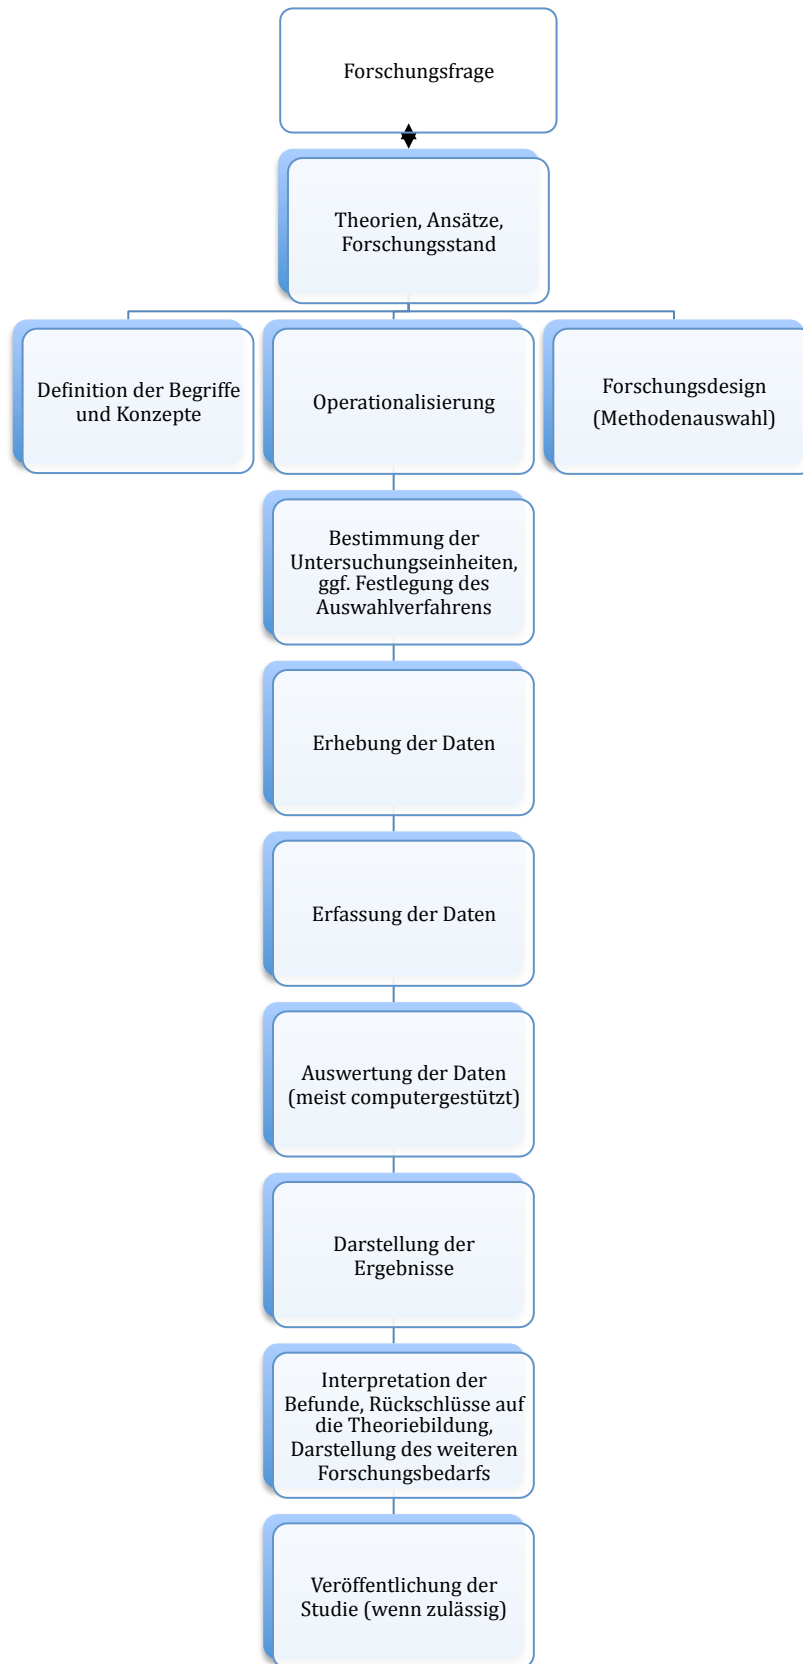 Forschungsfrage
Theorien, Ansätze,
Forschungsstand
Definition der Begriffe
und Konzepte
Operationalisierung
Forschungsdesign
(Methodenauswahl)
Bestimmung der
Untersuchungseinheiten,
ggf. Festlegung des
Auswahlverfahrens
Erhebung der Daten
Erfassung der Daten
Auswertung der Daten
(meist computergestützt)
Darstellung der
Ergebnisse
Interpretation der
Befunde, Rückschlüsse auf
die Theoriebildung,
Darstellung des weiteren
Forschungsbedarfs
Veröffentlichung der
Studie (wenn zulässig)